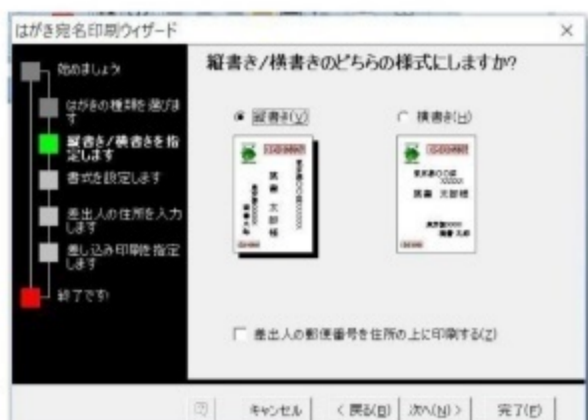 はがき宛名印刷ウィザード
始めましょう
はがきの種類を選びま
す
縦書き/横書きを指
定します
書式を設定します
差出人の住所を入力
します
差し込み印刷を指定
します
終了です!
縦書き/横書きのどちらの様式にしますか?
縦書き(V)
横書き(H)
差出人の郵便番号を住所の上に印刷する(Z)
キャンセル
< 戻る(B)
次へ(N) >
完了(F)